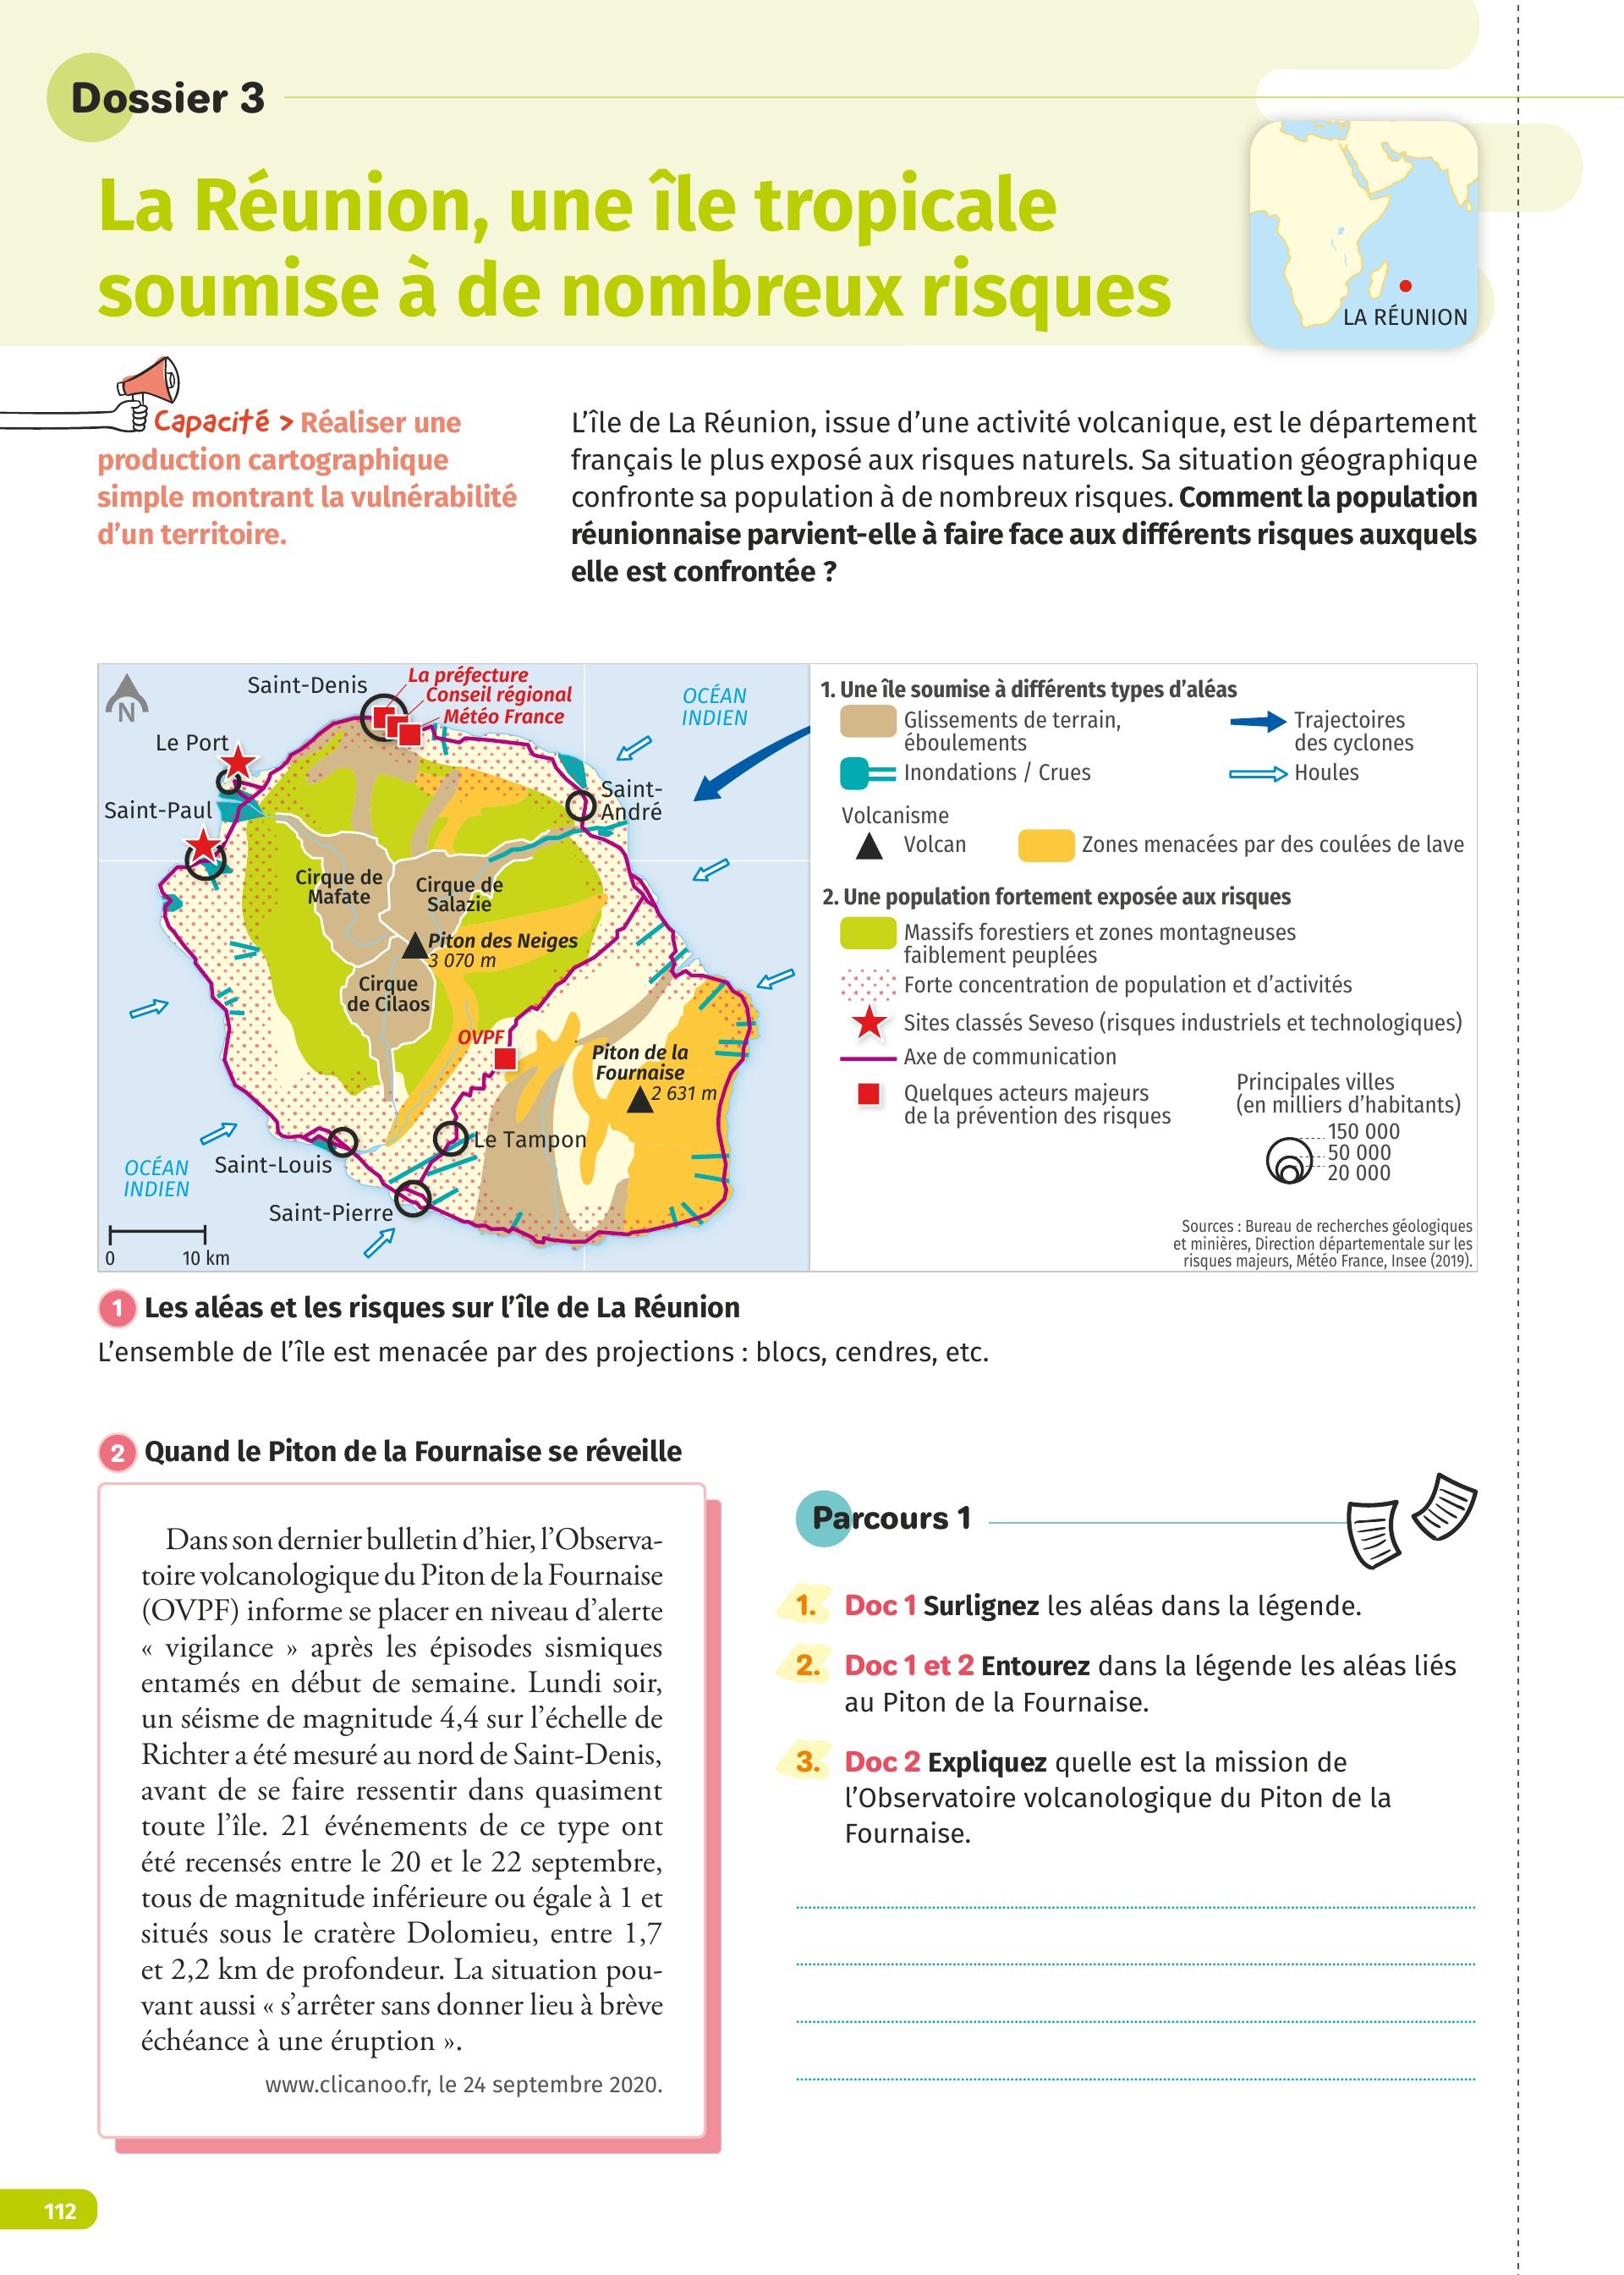 Dossier 3
La Réunion, une île tropicale
soumise à de nombreux risques
LA RÉUNION
Capacité > Réaliser une
production cartographique
simple montrant la vulnérabilité
d'un territoire.
L'île de La Réunion, issue d'une activité volcanique, est le département
français le plus exposé aux risques naturels. Sa situation géographique
confronte sa population à de nombreux risques. Comment la population
réunionnaise parvient-elle à faire face aux différents risques auxquels
elle est confrontée ?
N
Saint-Denis
La préfecture
Conseil régional
Météo France
OCÉAN
INDIEN
Le Port
Saint-Paul
Saint-
André
Cirque de
Mafate
Cirque de
Salazie
Piton des Neiges
3 070 m
Cirque
de Cilaos
OVPF
Piton de la
Fournaise
2 631 m
Le Tampon
Saint-Louis
OCÉAN
INDIEN
Saint-Pierre
0 10 km
1. Une île soumise à différents types d'aléas
Glissements de terrain,
éboulements
Trajectoires
des cyclones
Inondations / Crues
Houles
Volcanisme
Volcan
Zones menacées par des coulées de lave
2. Une population fortement exposée aux risques
Massifs forestiers et zones montagneuses
faiblement peuplées
Forte concentration de population et d'activités
Sites classés Seveso (risques industriels et technologiques)
Axe de communication
Quelques acteurs majeurs
de la prévention des risques
Principales villes
(en milliers d'habitants)
150 000
50 000
20 000
Sources : Bureau de recherches géologiques
et minières, Direction départementale sur les
risques majeurs, Météo France, Insee (2019).
1 Les aléas et les risques sur l'île de La Réunion
L'ensemble de l'île est menacée par des projections : blocs, cendres, etc.
2 Quand le Piton de la Fournaise se réveille
Dans son dernier bulletin d'hier, l'Observa-
toire volcanologique du Piton de la Fournaise
(OVPF) informe se placer en niveau d'alerte
« vigilance » après les épisodes sismiques
entamés en début de semaine. Lundi soir,
un séisme de magnitude 4,4 sur l'échelle de
Richter a été mesuré au nord de Saint-Denis,
avant de se faire ressentir dans quasiment
toute l'île. 21 événements de ce type ont
été recensés entre le 20 et le 22 septembre,
tous de magnitude inférieure ou égale à 1 et
situés sous le cratère Dolomieu, entre 1,7
et 2,2 km de profondeur. La situation pou-
vant aussi « s'arrêter sans donner lieu à brève
échéance à une éruption ».
www.clicanoo.fr, le 24 septembre 2020.
Parcours 1
1. Doc 1 Surlignez les aléas dans la légende.
2. Doc 1 et 2 Entourez dans la légende les aléas liés
au Piton de la Fournaise.
3. Doc 2 Expliquez quelle est la mission de
l'Observatoire volcanologique du Piton de la
Fournaise.
112